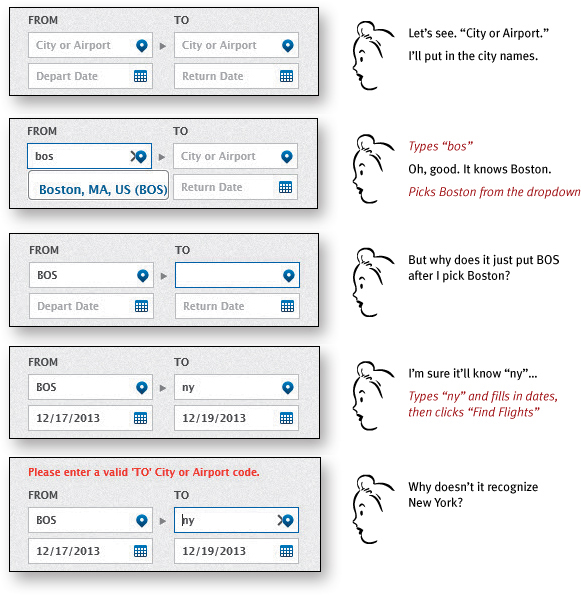 FROM TO
City or Airport City or Airport
Depart Date Return Date
Let's see. “City or Airport.”
I'll put in the city names.
FROM TO
bos City or Airport
Boston, MA, US (BOS) Return Date
Types “bos”
Oh, good. It knows Boston.
Picks Boston from the dropdown
FROM TO
BOS
Depart Date Return Date
But why does it just put BOS
after I pick Boston?
FROM TO
BOS ny
12/17/2013 12/19/2013
I'm sure it'll know “ny”...
Types “ny” and fills in dates,
then clicks “Find Flights”
Please enter a valid 'TO' City or Airport code.
FROM TO
BOS ny
12/17/2013 12/19/2013
Why doesn't it recognize
New York?